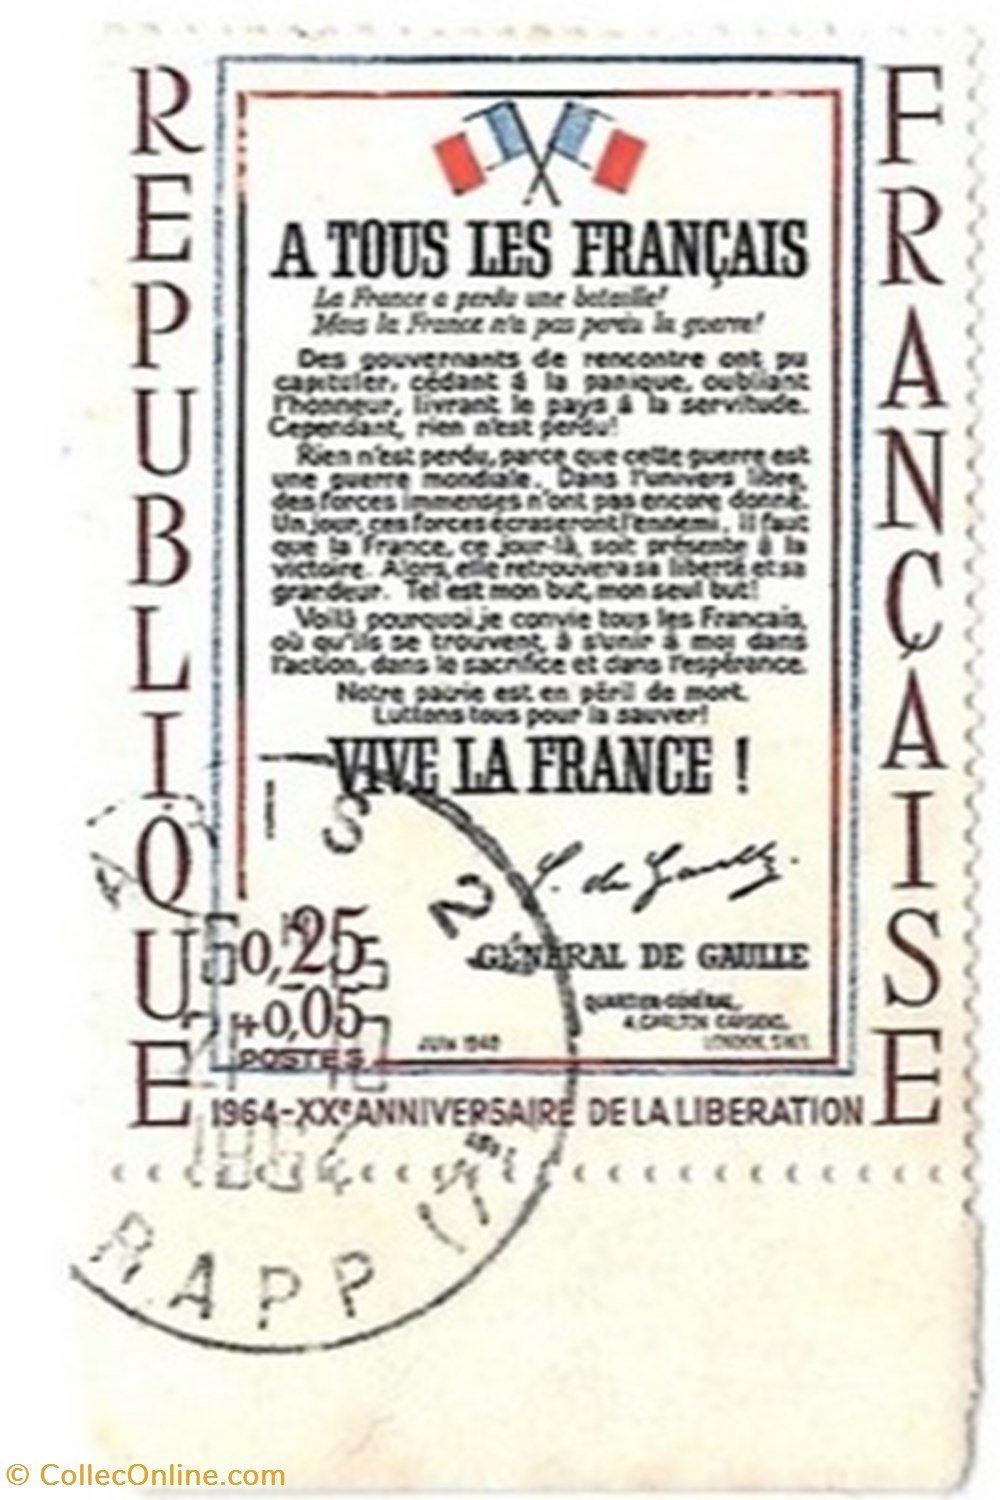 REPUBLIQUE
FRANÇAISE
A TOUS LES FRANÇAIS
La France a perdu une bataille!
Mais la France n'a pas perdu la guerre!
Des gouvernants de rencontre ont pu
capituler, cédant à la panique, oubliant
l'honneur, livrant le pays à la servitude.
Cependant, rien n'est perdu!
Rien n'est perdu, parce que cette guerre est
une guerre mondiale. Dans l'univers libre,
des forces immenses n'ont pas encore donné.
Un jour, ces forces écraseront l'ennemi. Il faut
que la France, ce jour-là, soit présente à la
victoire. Alors, elle retrouvera sa liberté et sa
grandeur. Tel est mon but, mon seul but!
Voilà pourquoi je convie tous les Français,
où qu'ils se trouvent, à s'unir à moi dans
l'action, dans le sacrifice et dans l'espérance.
Notre patrie est en péril de mort.
Luttons tous pour la sauver!
VIVE LA FRANCE !
G. de Gaulle.
GÉNÉRAL DE GAULLE
QUARTIER-GÉNÉRAL,
4, CARLTON GARDENS,
LONDON, S.W.1.
JUIN 1940
0,25
+0,05
POSTES
1964-XXe ANNIVERSAIRE DE LA LIBERATION
RAPP
© CollecOnline.com